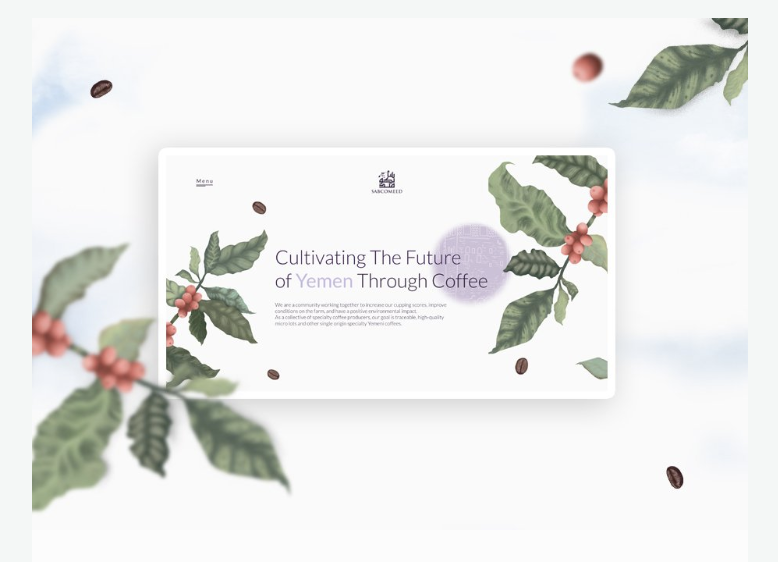 Menu
SABCOMEED
Cultivating The Future
of Yemen Through Coffee
We are a community working together to increase our cupping scores, improve
conditions on the farm, and have a positive environmental impact.
As a collective of specialty coffee producers, our goal is traceable, high-quality
microlots and other single origin specialty Yemeni coffees.